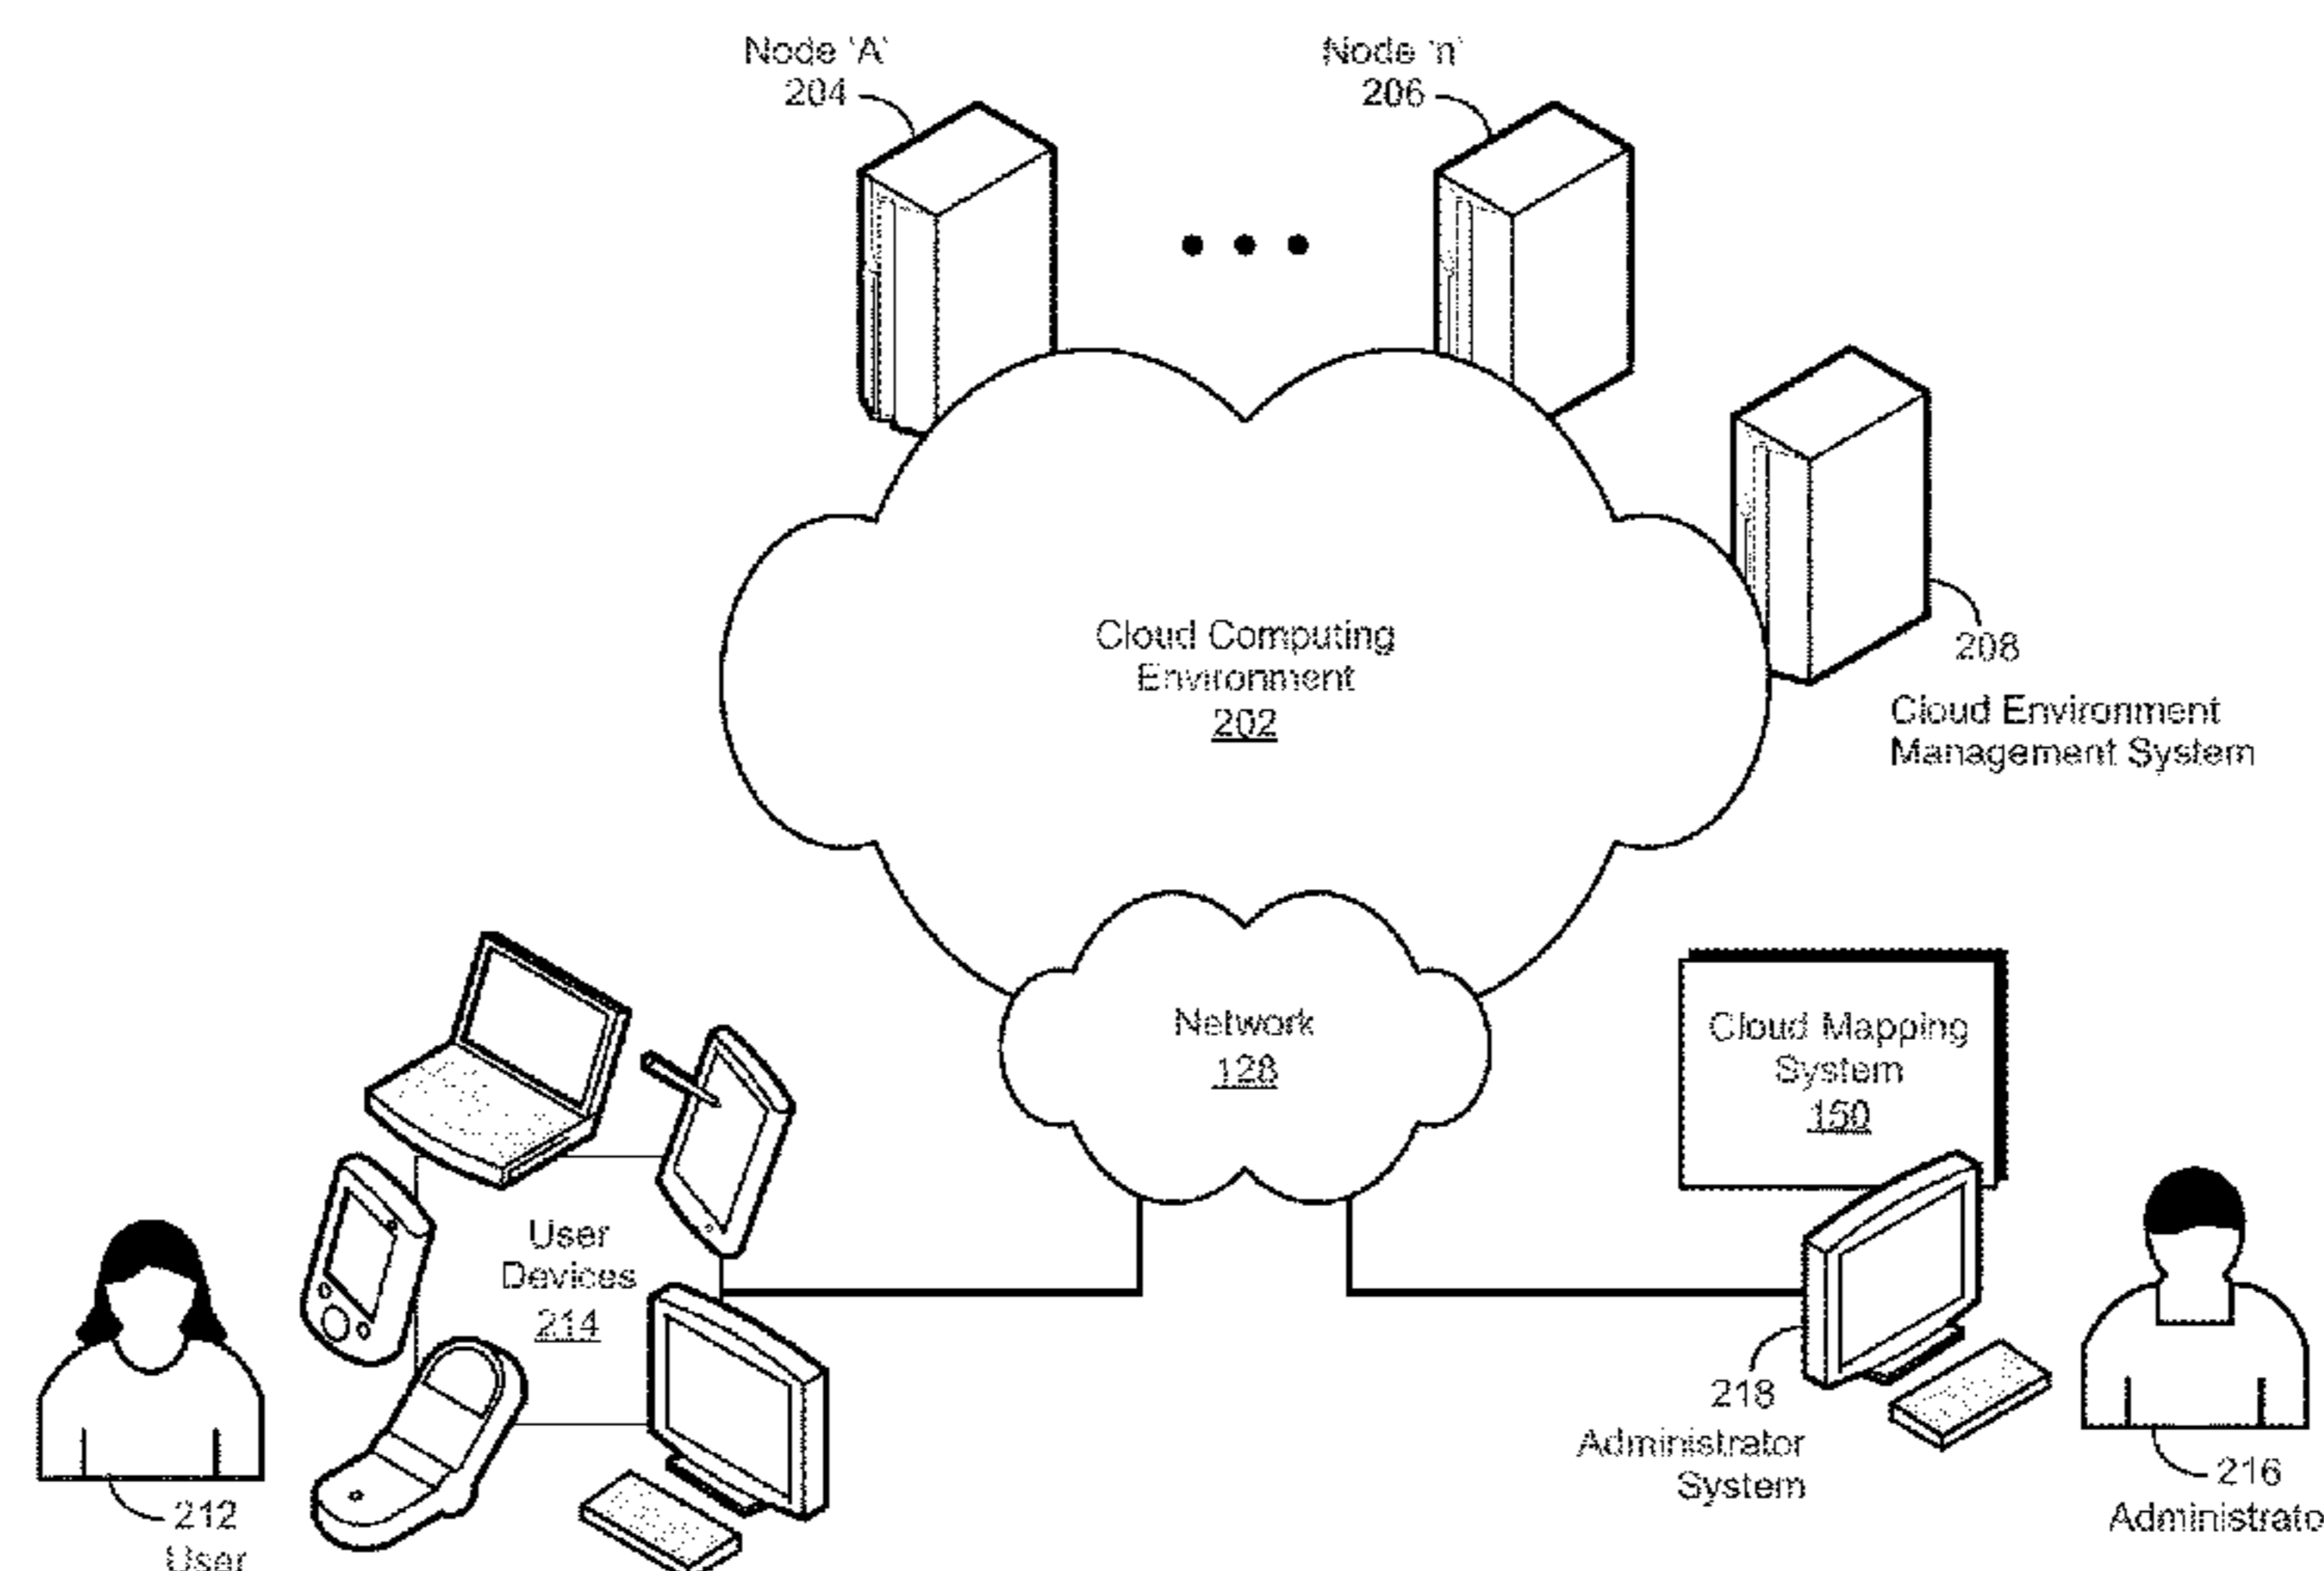 Node 'A'
204
Node 'n'
206
208
Cloud Environment
Management System
Cloud Computing
Environment
202
Network
128
Cloud Mapping
System
150
User
Devices
214
218
Administrator
System
216
Administrato
212
User